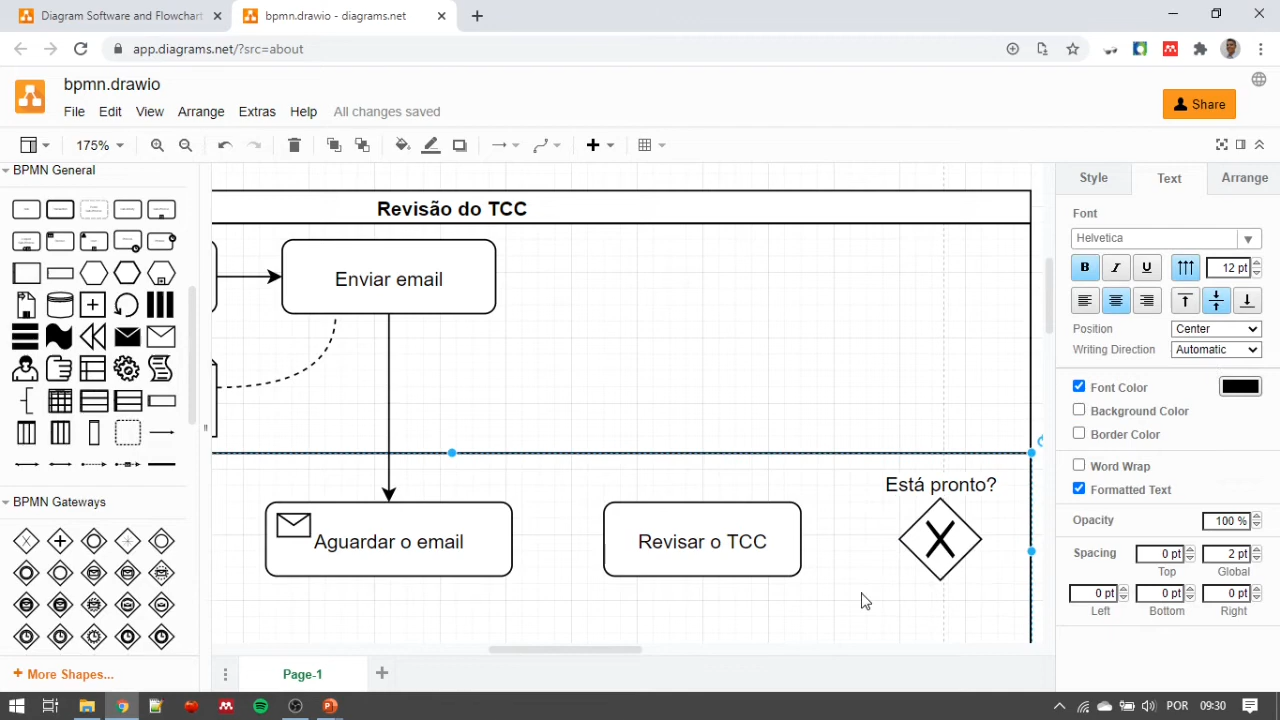 Diagram Software and Flowchart
bpmn.drawio - diagrams.net
app.diagrams.net/?src=about
bpmn.drawio
File Edit View Arrange Extras Help All changes saved
Share
175%
BPMN General
Style Text Arrange
Revisão do TCC
Font
Helvetica
B I U 12 pt
Enviar email
Position Center
Writing Direction Automatic
Font Color
Background Color
Border Color
Word Wrap
Está pronto?
Formatted Text
BPMN Gateways
Opacity 100 %
Aguardar o email
Revisar o TCC
Spacing 0 pt 2 pt
Top Global
0 pt 0 pt 0 pt
Left Bottom Right
+ More Shapes...
Page-1
POR 09:30